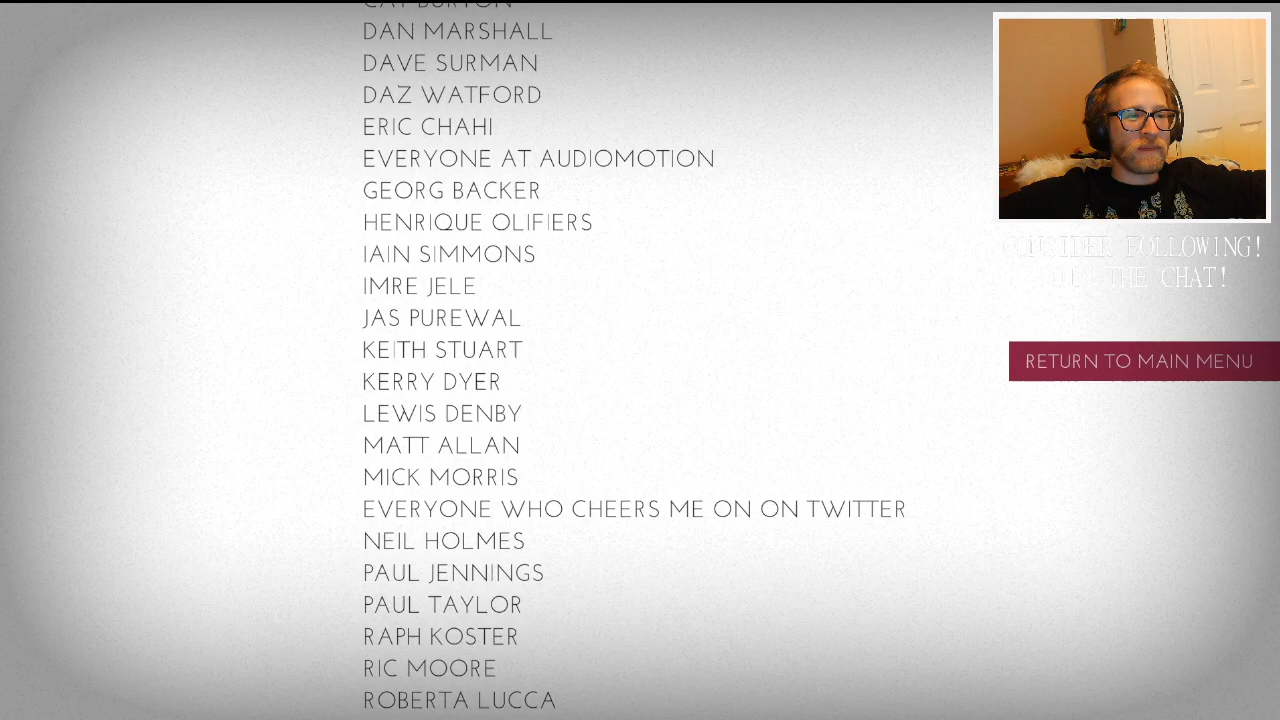 CAT BURTON
DAN MARSHALL
DAVE SURMAN
DAZ WATFORD
ERIC CHAHI
EVERYONE AT AUDIOMOTION
GEORG BACKER
HENRIQUE OLIFIERS
IAIN SIMMONS
IMRE JELE
JAS PUREWAL
KEITH STUART
KERRY DYER
LEWIS DENBY
MATT ALLAN
MICK MORRIS
EVERYONE WHO CHEERS ME ON ON TWITTER
NEIL HOLMES
PAUL JENNINGS
PAUL TAYLOR
RAPH KOSTER
RIC MOORE
ROBERTA LUCCA
CONSIDER FOLLOWING!
THE CHAT!
RETURN TO MAIN MENU